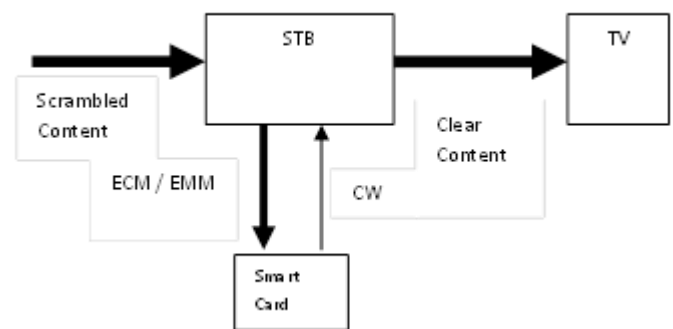 STB
TV
Scrambled
Content
Clear
Content
ECM / EMM
CW
Smart
Card